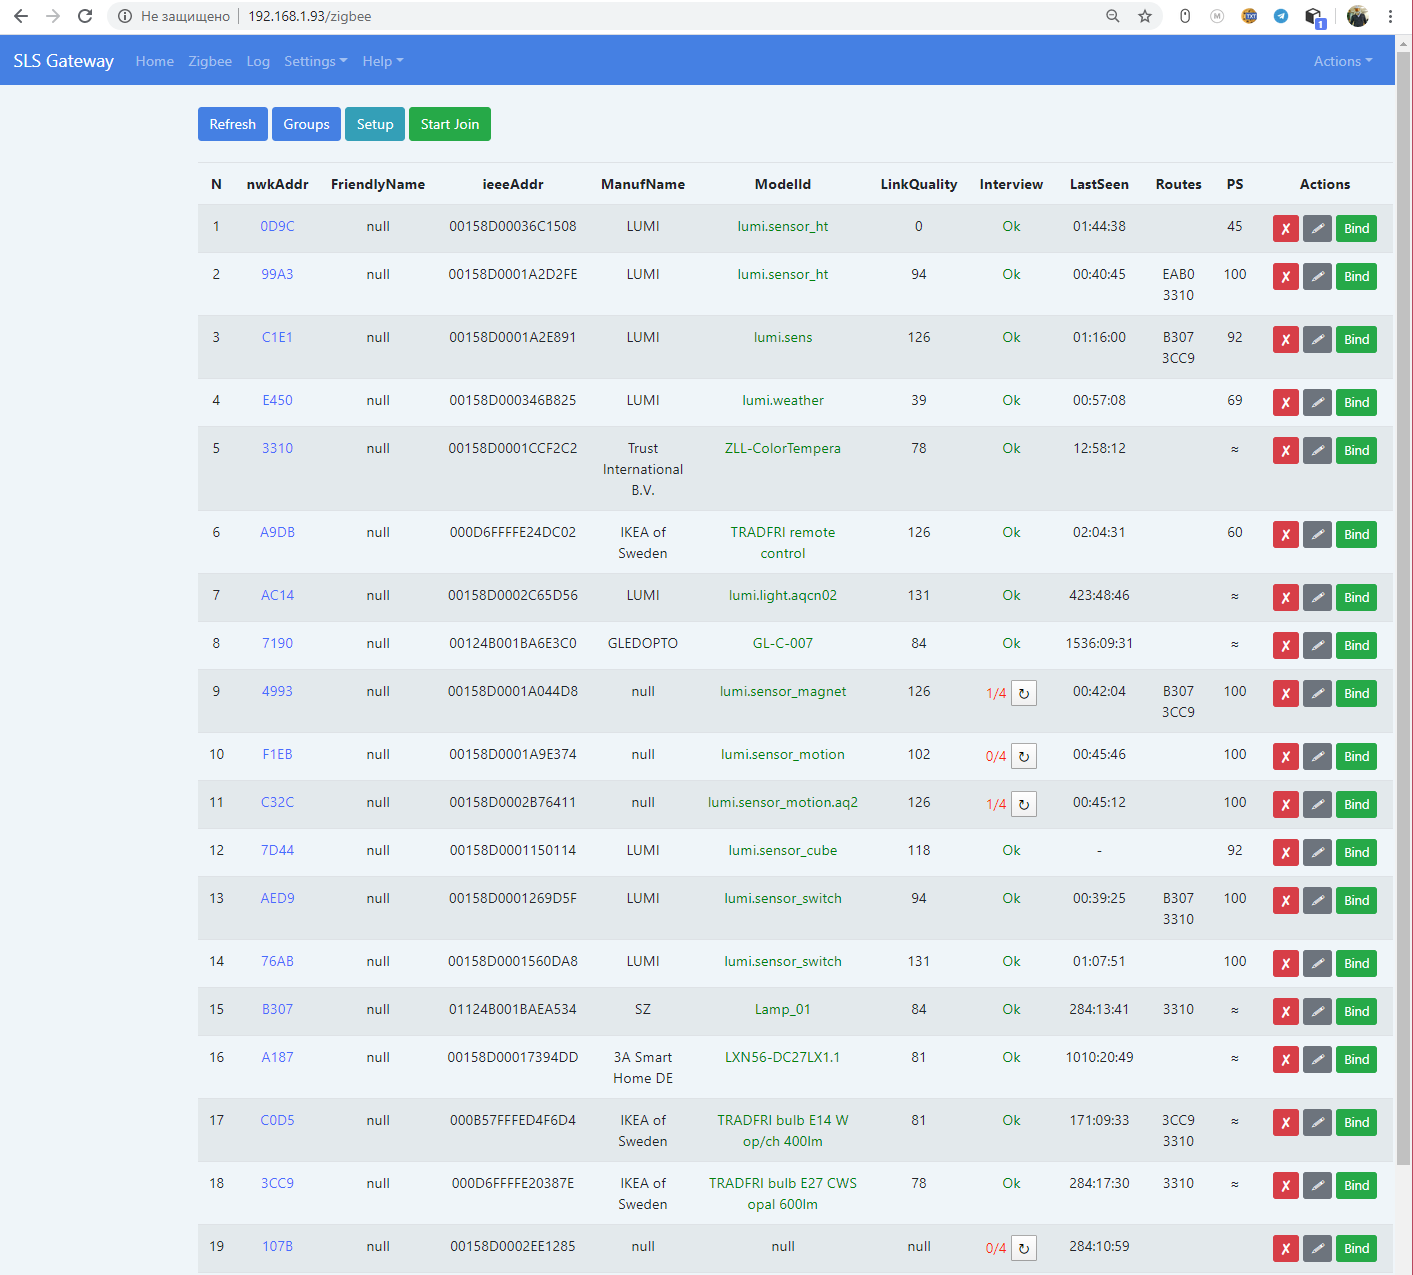 Не защищено 192.168.1.93/zigbee
SLS Gateway Home Zigbee Log Settings Help Actions
Refresh Groups Setup Start Join
N nwkAddr FriendlyName ieeeAddr ManufName ModelId LinkQuality Interview LastSeen Routes PS Actions
1 0D9C null 00158D00036C1508 LUMI lumi.sensor_ht 0 Ok 01:44:38 45 ✗ Bind
2 99A3 null 00158D0001A2D2FE LUMI lumi.sensor_ht 94 Ok 00:40:45 EAB0 100 ✗ Bind
3310
3 C1E1 null 00158D0001A2E891 LUMI lumi.sens 126 Ok 01:16:00 B307 92 ✗ Bind
3CC9
4 E450 null 00158D000346B825 LUMI lumi.weather 39 Ok 00:57:08 69 ✗ Bind
5 3310 null 00158D0001CCF2C2 Trust ZLL-ColorTempera 78 Ok 12:58:12 ≈ ✗ Bind
International
B.V.
6 A9DB null 000D6FFFFE24DC02 IKEA of TRADFRI remote 126 Ok 02:04:31 60 ✗ Bind
Sweden control
7 AC14 null 00158D0002C65D56 LUMI lumi.light.aqcn02 131 Ok 423:48:46 ≈ ✗ Bind
8 7190 null 00124B001BA6E3C0 GLEDOPTO GL-C-007 84 Ok 1536:09:31 ≈ ✗ Bind
9 4993 null 00158D0001A044D8 null lumi.sensor_magnet 126 1/4 ↻ 00:42:04 B307 100 ✗ Bind
3CC9
10 F1EB null 00158D0001A9E374 null lumi.sensor_motion 102 0/4 ↻ 00:45:46 100 ✗ Bind
11 C32C null 00158D0002B76411 null lumi.sensor_motion.aq2 126 1/4 ↻ 00:45:12 100 ✗ Bind
12 7D44 null 00158D0001150114 LUMI lumi.sensor_cube 118 Ok - 92 ✗ Bind
13 AED9 null 00158D0001269D5F LUMI lumi.sensor_switch 94 Ok 00:39:25 B307 100 ✗ Bind
3310
14 76AB null 00158D0001560DA8 LUMI lumi.sensor_switch 131 Ok 01:07:51 100 ✗ Bind
15 B307 null 01124B001BAEA534 SZ Lamp_01 84 Ok 284:13:41 3310 ≈ ✗ Bind
16 A187 null 00158D00017394DD 3A Smart LXN56-DC27LX1.1 81 Ok 1010:20:49 ≈ ✗ Bind
Home DE
17 C0D5 null 000B57FFFED4F6D4 IKEA of TRADFRI bulb E14 W 81 Ok 171:09:33 3CC9 ≈ ✗ Bind
Sweden op/ch 400lm 3310
18 3CC9 null 000D6FFFFE20387E IKEA of TRADFRI bulb E27 CWS 78 Ok 284:17:30 3310 ≈ ✗ Bind
Sweden opal 600lm
19 107B null 00158D0002EE1285 null null null 0/4 ↻ 284:10:59 ✗ Bind